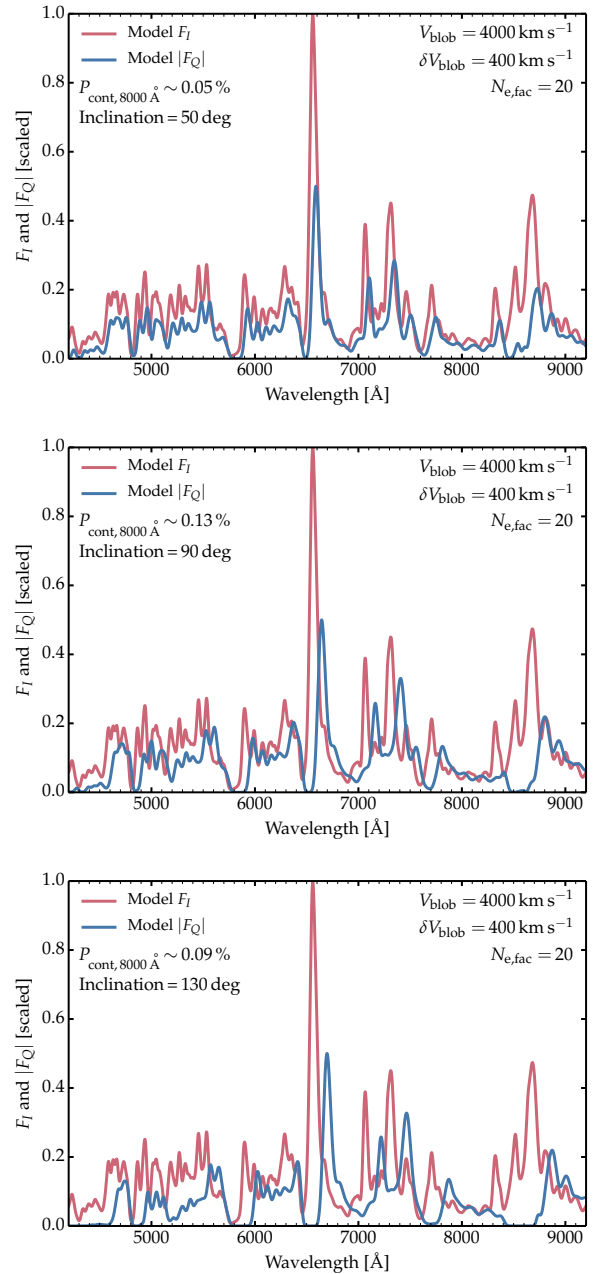 1.0
Model F_I
Model |F_Q|
P_cont, 8000 Å ~ 0.05 %
Inclination = 50 deg
V_blob = 4000 km s⁻¹
δV_blob = 400 km s⁻¹
N_e,fac = 20
0.8
0.6
0.4
0.2
0.0
F_I and |F_Q| [scaled]
5000 6000 7000 8000 9000
Wavelength [Å]
1.0
Model F_I
Model |F_Q|
P_cont, 8000 Å ~ 0.13 %
Inclination = 90 deg
V_blob = 4000 km s⁻¹
δV_blob = 400 km s⁻¹
N_e,fac = 20
0.8
0.6
0.4
0.2
0.0
F_I and |F_Q| [scaled]
5000 6000 7000 8000 9000
Wavelength [Å]
1.0
Model F_I
Model |F_Q|
P_cont, 8000 Å ~ 0.09 %
Inclination = 130 deg
V_blob = 4000 km s⁻¹
δV_blob = 400 km s⁻¹
N_e,fac = 20
0.8
0.6
0.4
0.2
0.0
F_I and |F_Q| [scaled]
5000 6000 7000 8000 9000
Wavelength [Å]